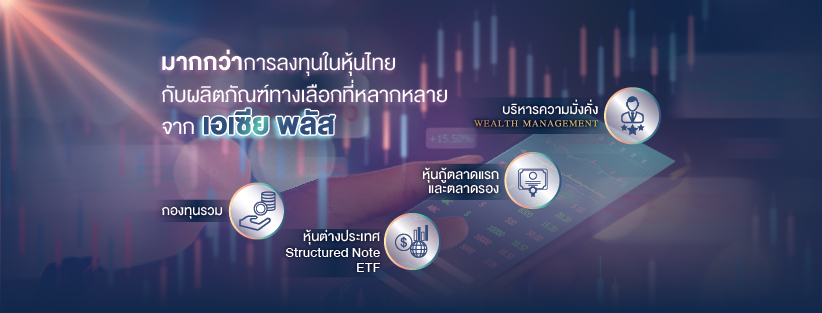 มากกว่าการลงทุนในหุ้นไทย
กับผลิตภัณฑ์ทางเลือกที่หลากหลาย
จาก เอเซีย พลัส
บริหารความมั่งคั่ง
WEALTH MANAGEMENT
+15.52%
หุ้นกู้ตลาดแรก
และตลาดรอง
กองทุนรวม
หุ้นต่างประเทศ
Structured Note
ETF